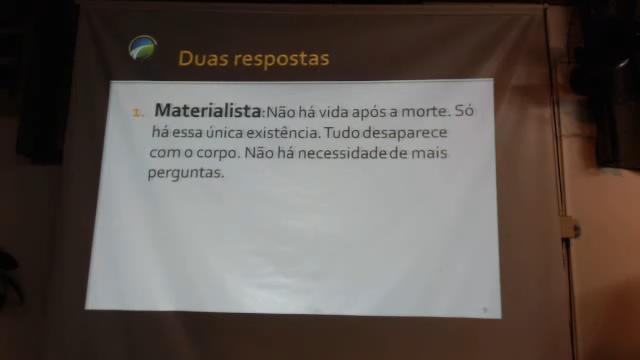 Duas respostas
1. Materialista: Não há vida após a morte. Só
há essa única existência. Tudo desaparece
com o corpo. Não há necessidade de mais
perguntas.